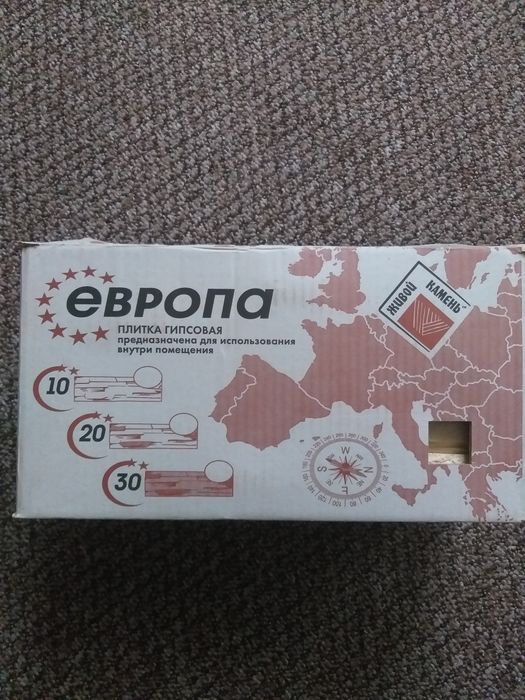 европа
ПЛИТКА ГИПСОВАЯ
предназначена для использования
внутри помещения
ЖИВОЙ
КАМЕНЬ
10
20
30
W
S
N
E